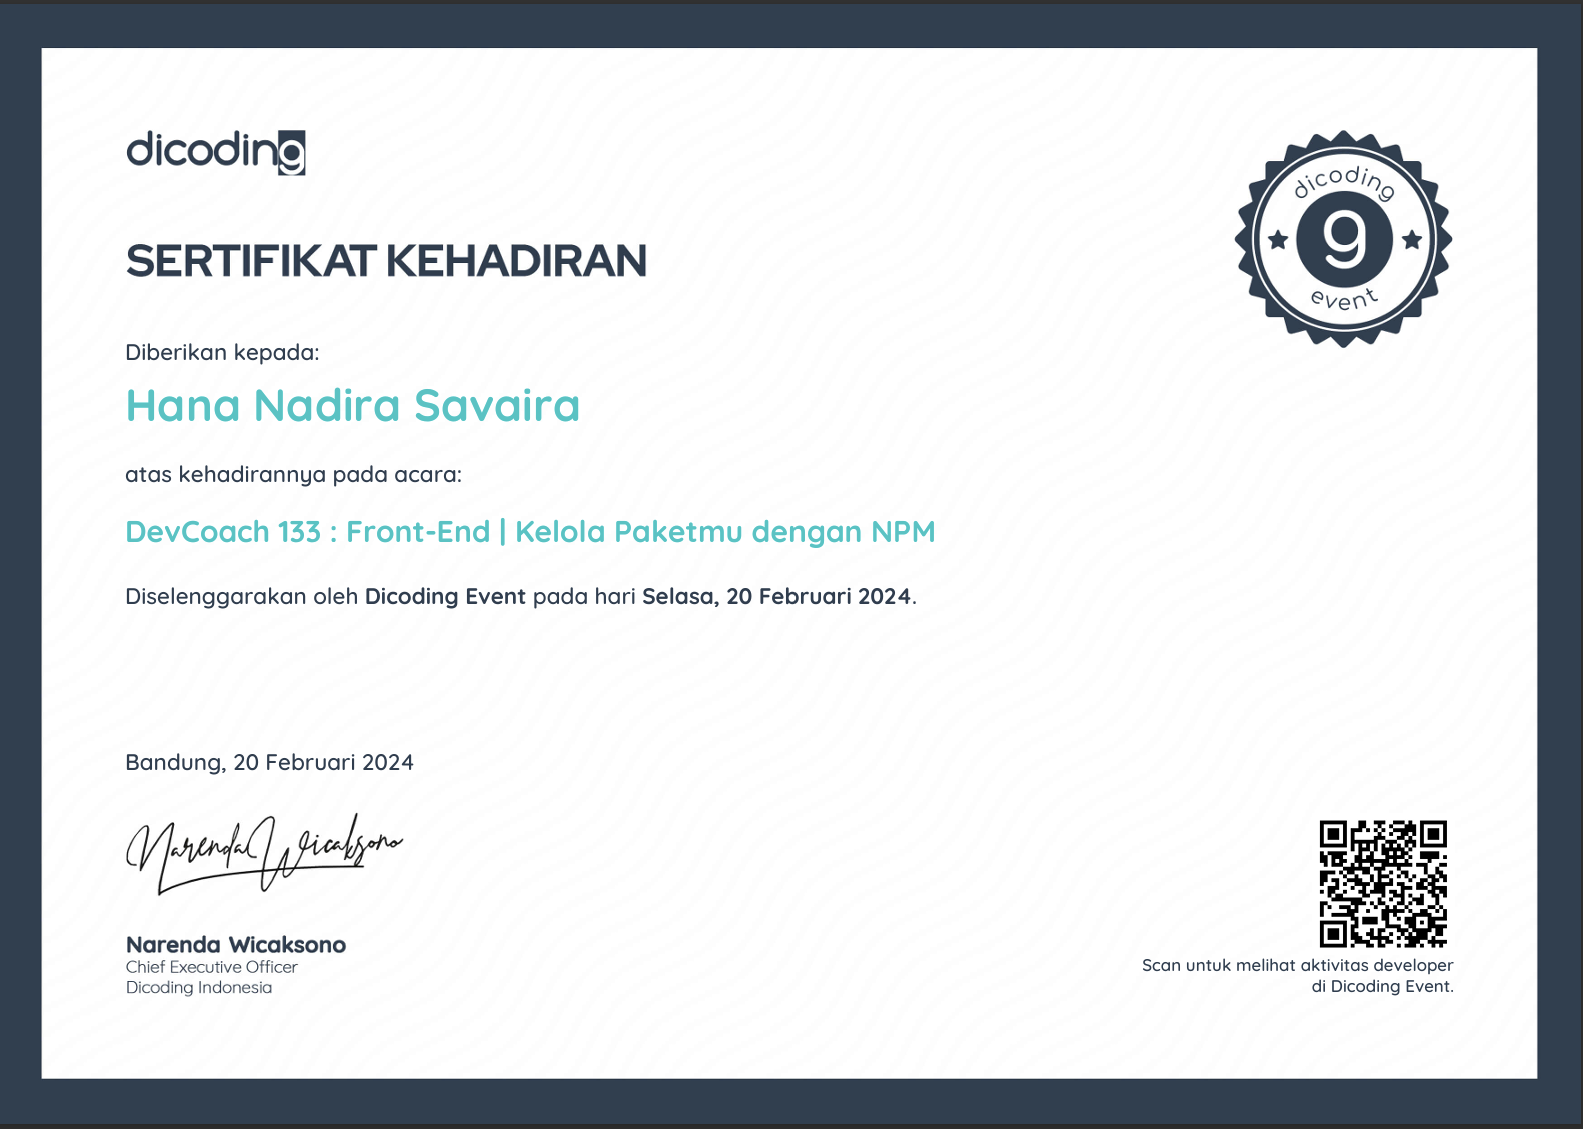 dicoding
SERTIFIKAT KEHADIRAN
dicoding
g
event
Diberikan kepada:
Hana Nadira Savaira
atas kehadirannya pada acara:
DevCoach 133 : Front-End | Kelola Paketmu dengan NPM
Diselenggarakan oleh Dicoding Event pada hari Selasa, 20 Februari 2024.
Bandung, 20 Februari 2024
Narenda Wicaksono
Narenda Wicaksono
Chief Executive Officer
Dicoding Indonesia
Scan untuk melihat aktivitas developer
di Dicoding Event.